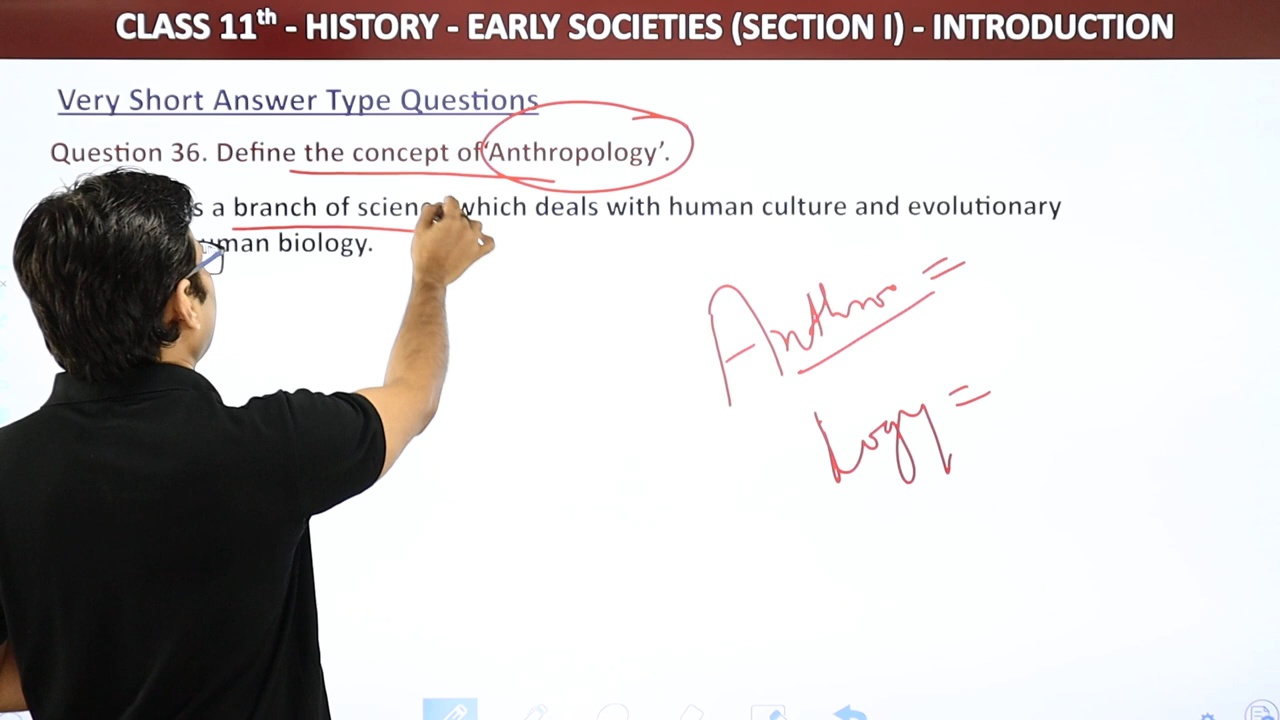 CLASS 11th - HISTORY - EARLY SOCIETIES (SECTION I) - INTRODUCTION
Very Short Answer Type Questions
Question 36. Define the concept of 'Anthropology'.
s a branch of scien which deals with human culture and evolutionary
uman biology.
Anthro =
Logy =